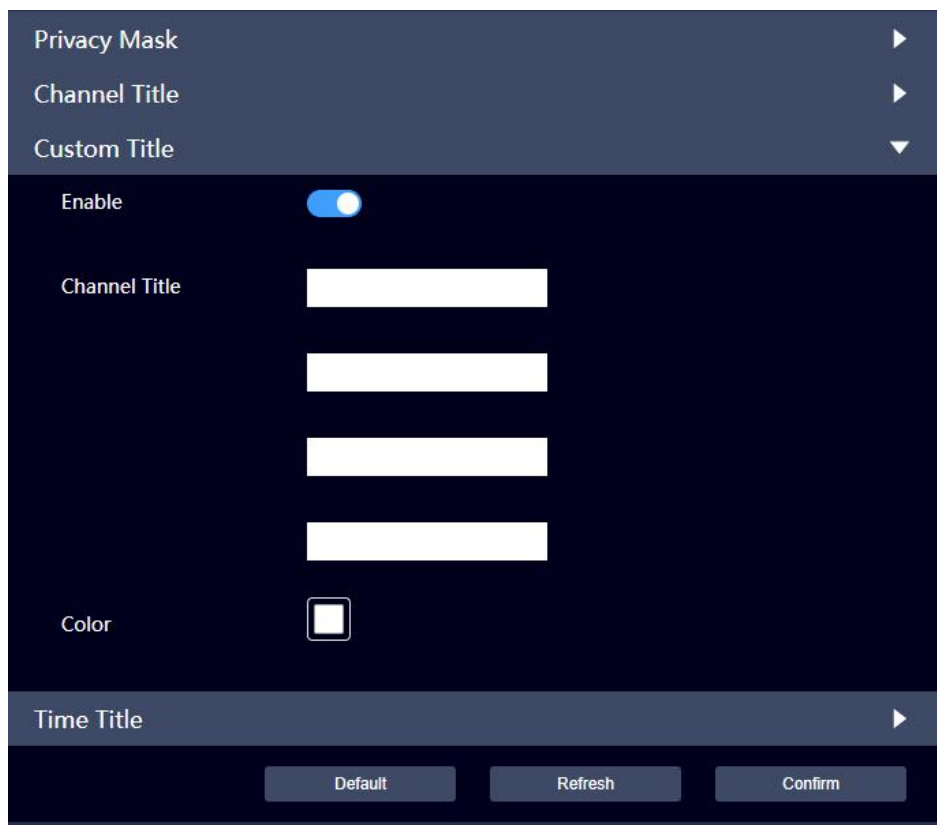 Privacy Mask
Channel Title
Custom Title
Enable
Channel Title
Color
Time Title
Default Refresh Confirm